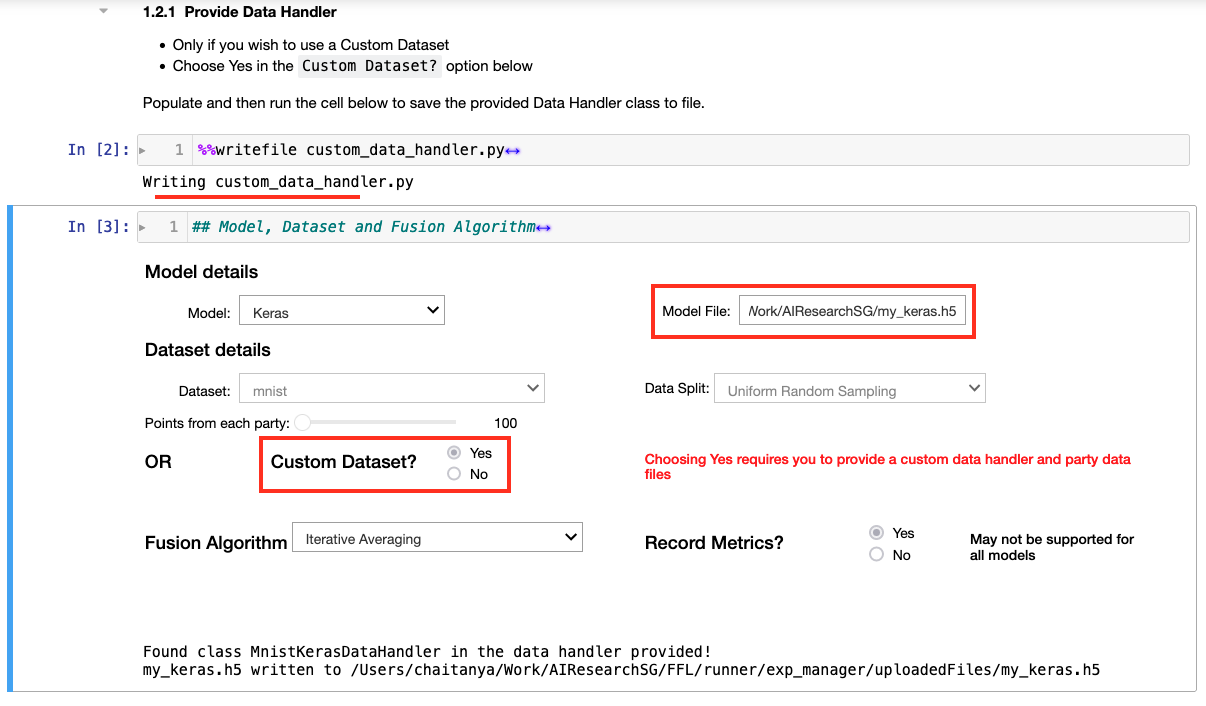 1.2.1 Provide Data Handler
• Only if you wish to use a Custom Dataset
• Choose Yes in the Custom Dataset? option below
Populate and then run the cell below to save the provided Data Handler class to file.
In [2]: 1 %%writefile custom_data_handler.py↔
Writing custom_data_handler.py
In [3]: 1 ## Model, Dataset and Fusion Algorithm↔
Model details
Model: Keras Model File: Work/AIResearchSG/my_keras.h5
Dataset details
Dataset: mnist Data Split: Uniform Random Sampling
Points from each party: 100
OR Custom Dataset? Yes No
Choosing Yes requires you to provide a custom data handler and party data
files
Fusion Algorithm Iterative Averaging Record Metrics? Yes No
May not be supported for
all models
Found class MnistKerasDataHandler in the data handler provided!
my_keras.h5 written to /Users/chaitanya/Work/AIResearchSG/FFL/runner/exp_manager/uploadedFiles/my_keras.h5